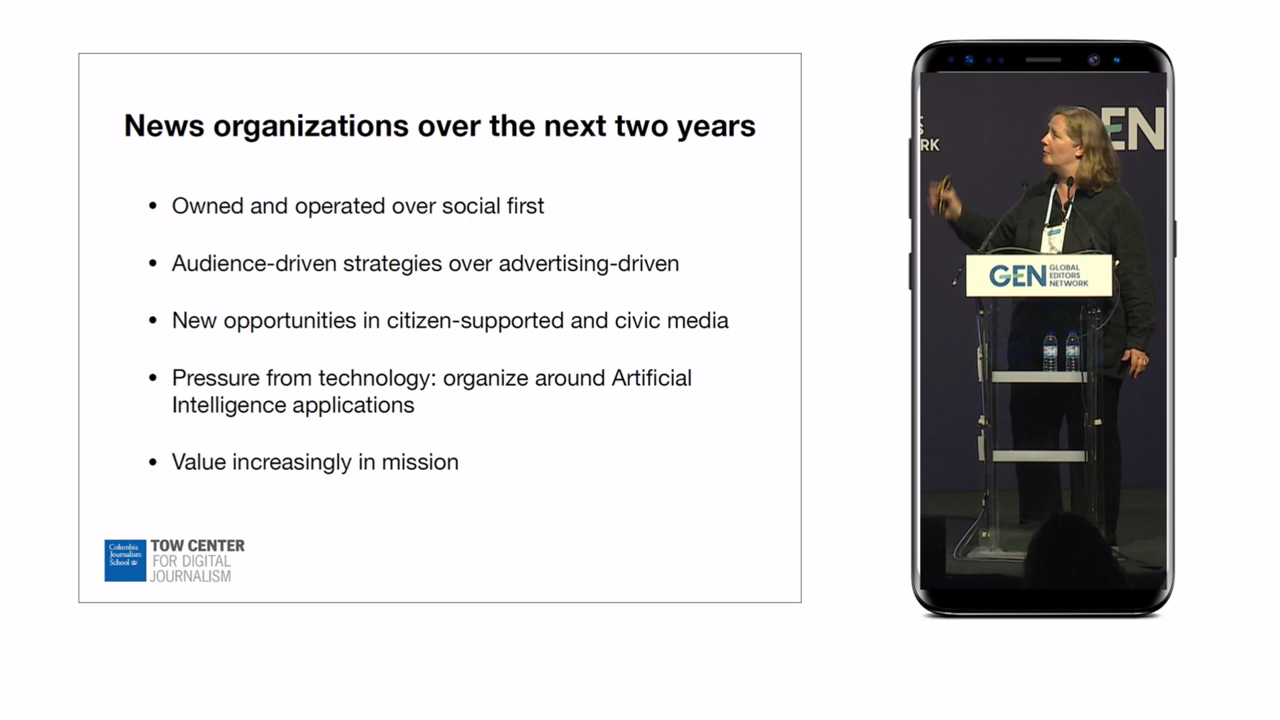 News organizations over the next two years
• Owned and operated over social first
• Audience-driven strategies over advertising-driven
• New opportunities in citizen-supported and civic media
• Pressure from technology: organize around Artificial
Intelligence applications
• Value increasingly in mission
Columbia
Journalism
School
TOW CENTER
FOR DIGITAL
JOURNALISM
RK
EN
GEN
GLOBAL
EDITORS
NETWORK